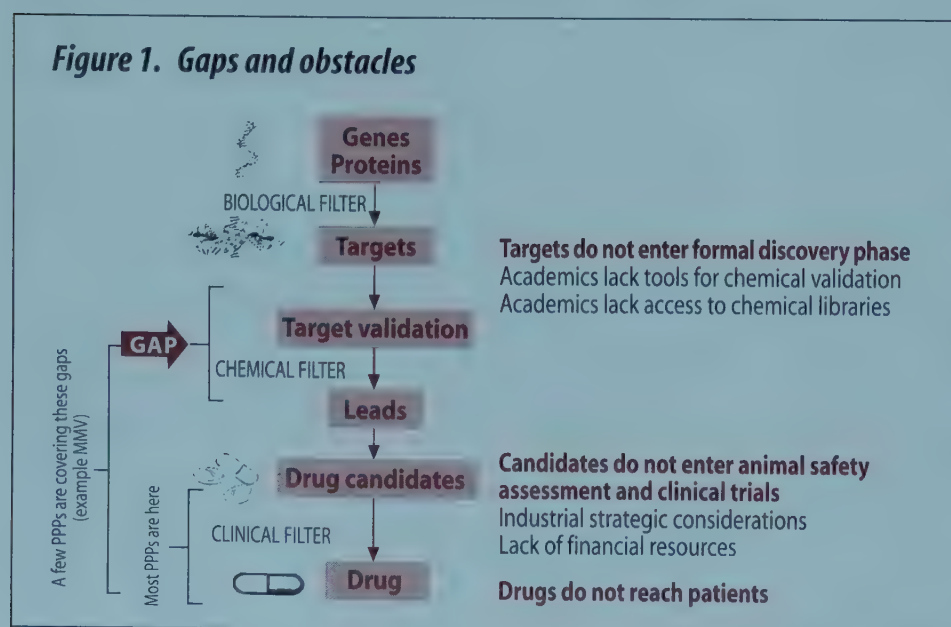 Figure 1. Gaps and obstacles
Genes
Proteins
BIOLOGICAL FILTER
Targets
Targets do not enter formal discovery phase
Academics lack tools for chemical validation
Academics lack access to chemical libraries
Target validation
GAP
CHEMICAL FILTER
Leads
Drug candidates
Candidates do not enter animal safety
assessment and clinical trials
Industrial strategic considerations
Lack of financial resources
CLINICAL FILTER
Drug
Drugs do not reach patients
A few PPPs are covering these gaps
(example MMV)
Most PPPs are here